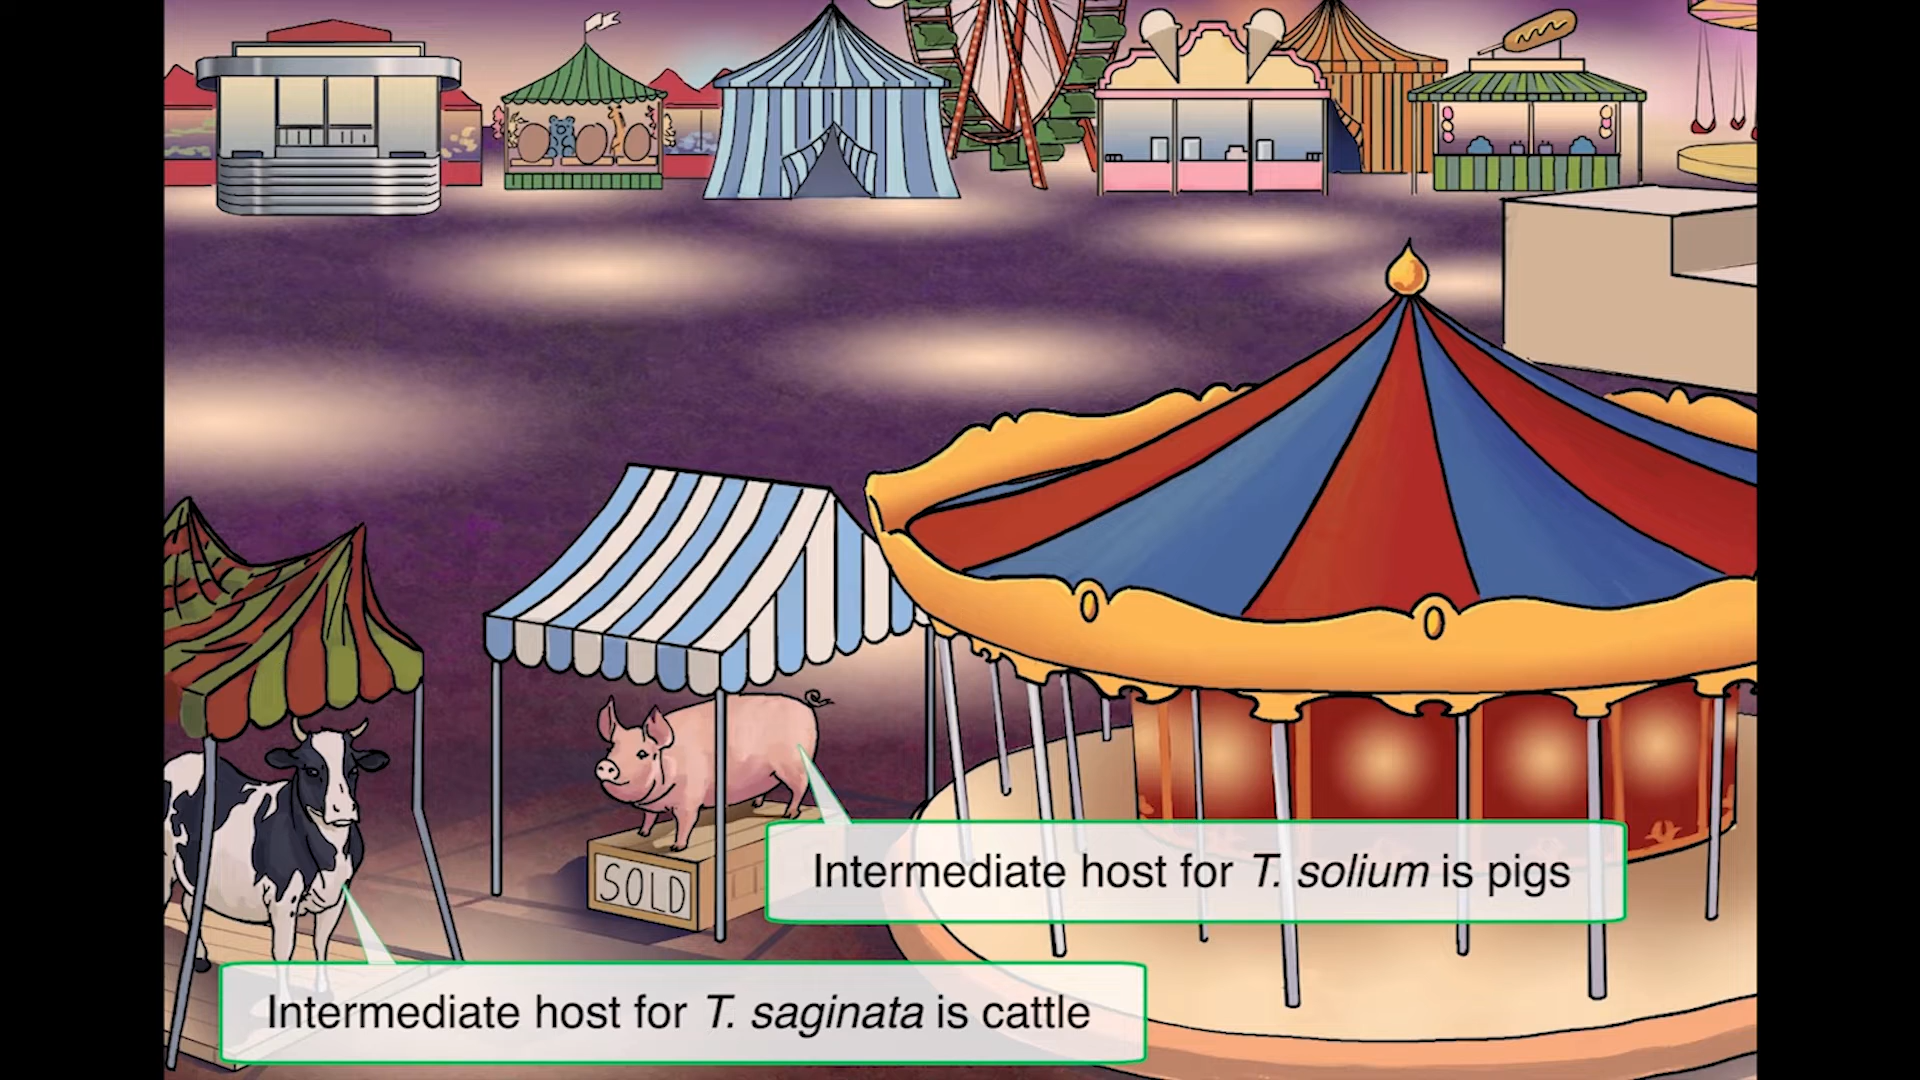 SOLD
Intermediate host for T. solium is pigs
Intermediate host for T. saginata is cattle